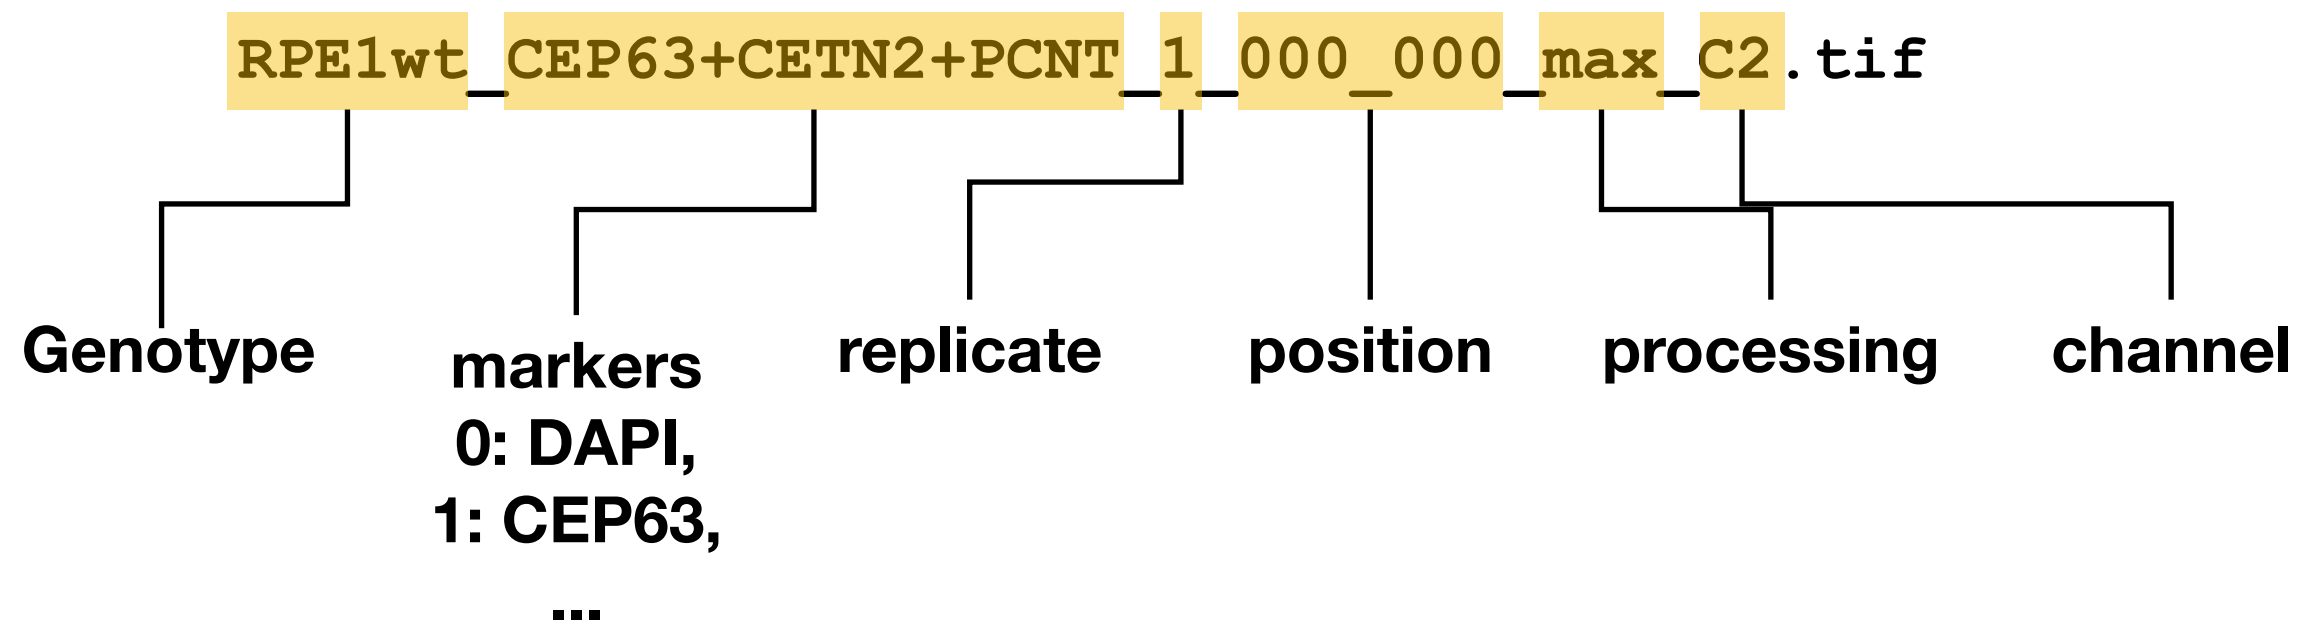 RPE1wt_CEP63+CETN2+PCNT_1_000_000_max_C2.tif
Genotype
markers
0: DAPI,
1: CEP63,
...
replicate
position
processing
channel